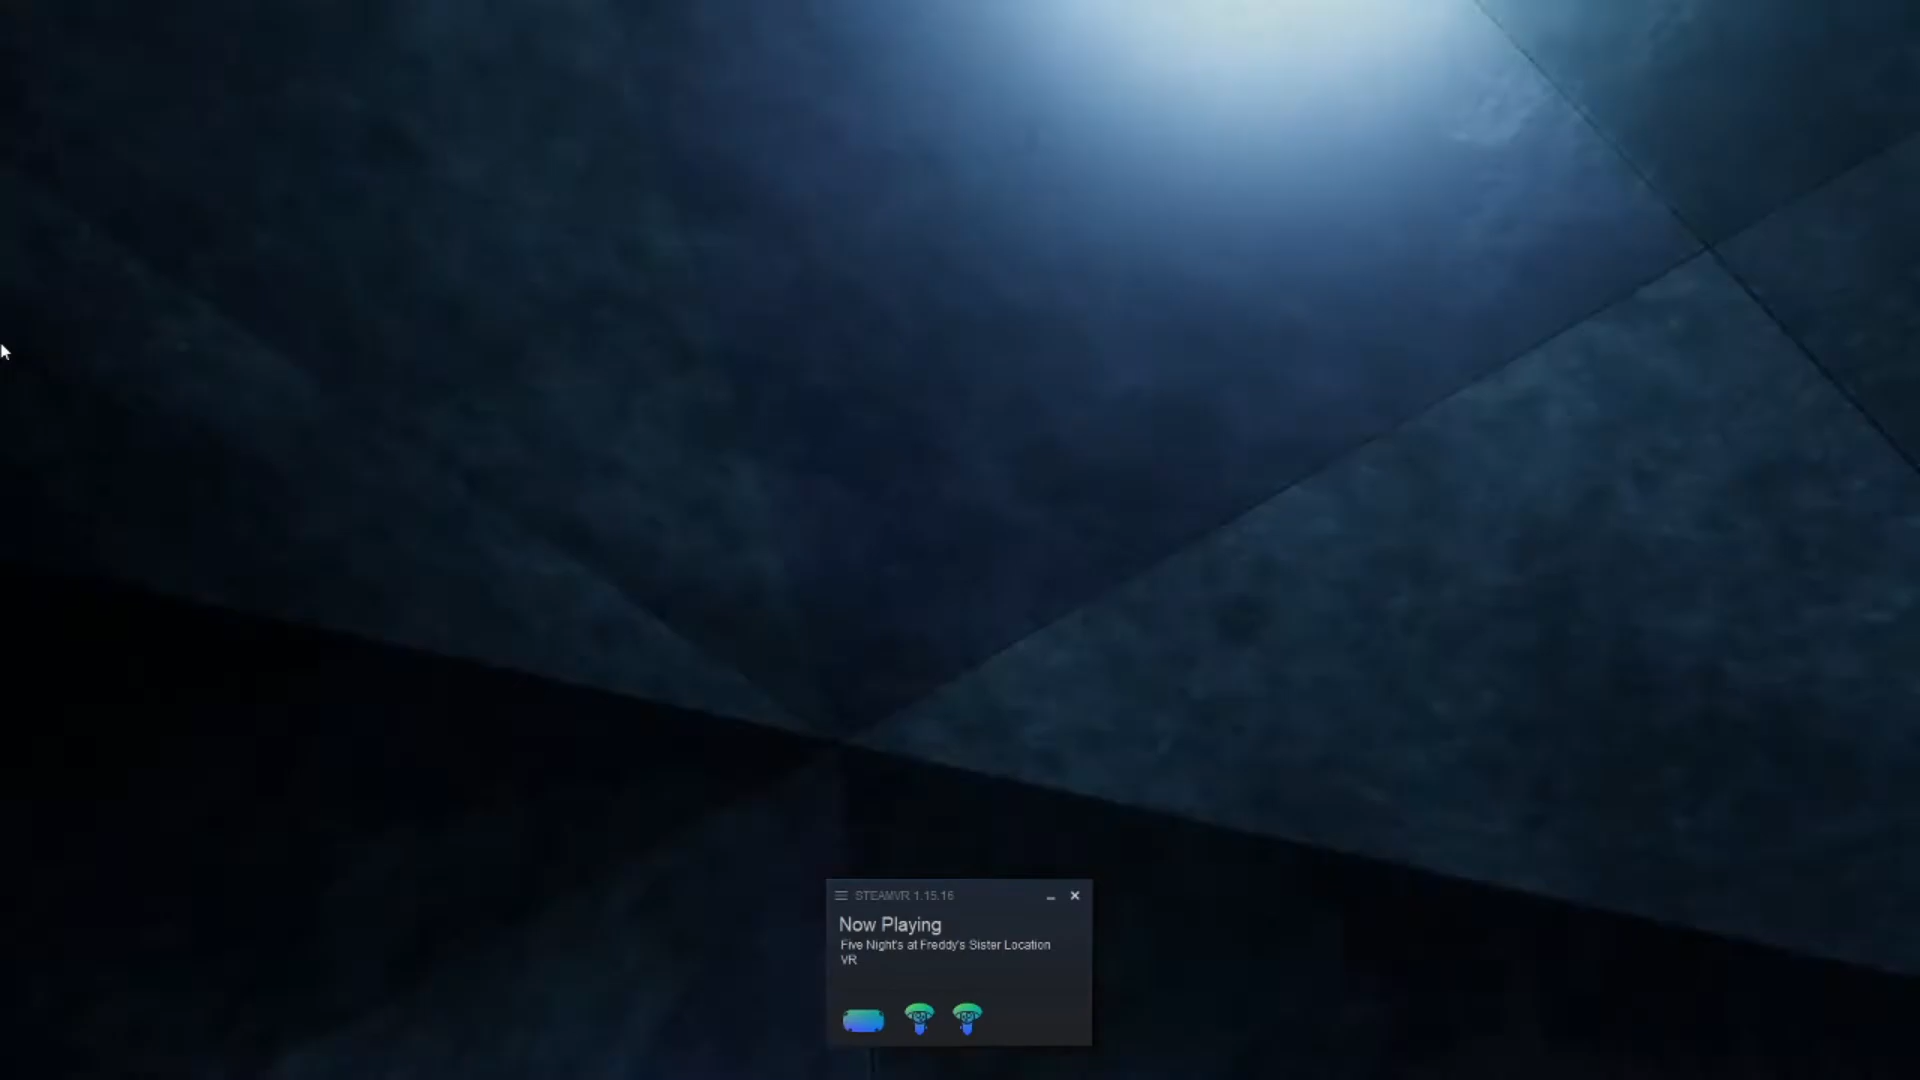 STEAMVR 1.15.16
Now Playing
Five Night's at Freddy's Sister Location
VR